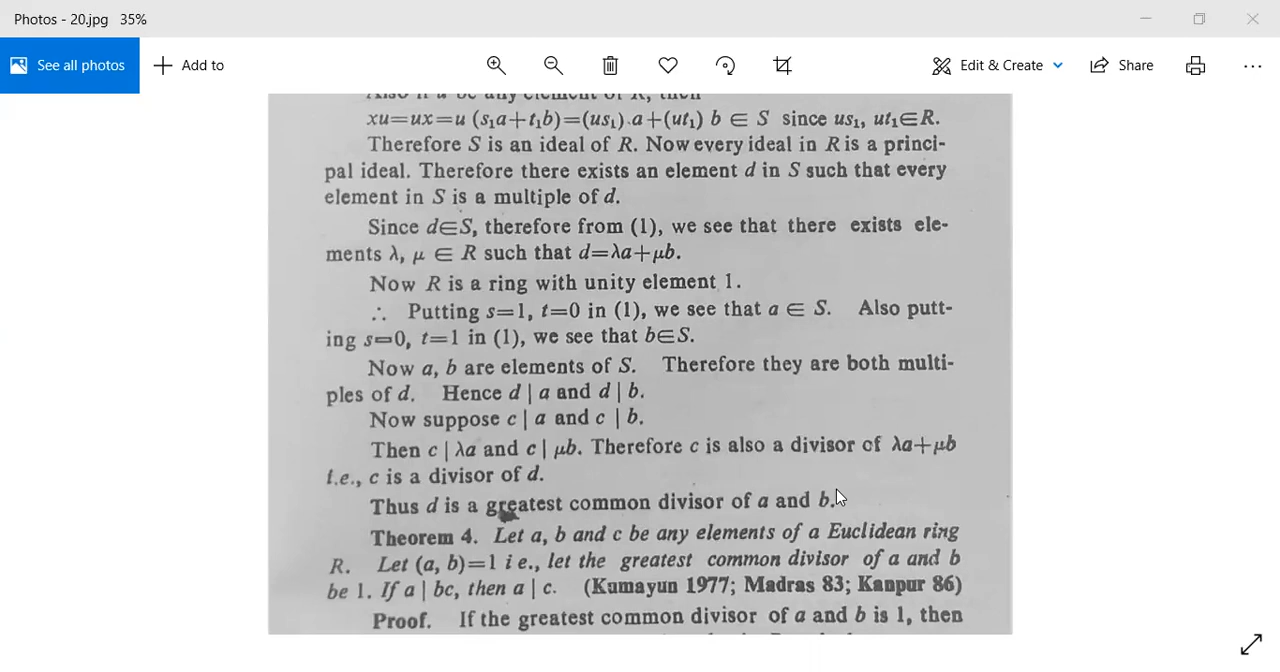 Photos - 20.jpg 35%
See all photos
Add to
Edit & Create
Share
be any element of R, then
xu=ux=u (s₁a+t₁b)=(us₁).a+(ut₁) b ∈ S since us₁, ut₁∈R.
Therefore S is an ideal of R. Now every ideal in R is a princi-
pal ideal. Therefore there exists an element d in S such that every
element in S is a multiple of d.
Since d∈S, therefore from (1), we see that there exists ele-
ments λ, μ ∈ R such that d=λa+μb.
Now R is a ring with unity element 1.
∴ Putting s=1, t=0 in (1), we see that a ∈ S. Also putt-
ing s=0, t=1 in (1), we see that b∈S.
Now a, b are elements of S. Therefore they are both multi-
ples of d. Hence d | a and d | b.
Now suppose c | a and c | b.
Then c | λa and c | μb. Therefore c is also a divisor of λa+μb
i.e., c is a divisor of d.
Thus d is a greatest common divisor of a and b.
Theorem 4. Let a, b and c be any elements of a Euclidean ring
R. Let (a, b)=1 i e., let the greatest common divisor of a and b
be 1. If a | bc, then a | c. (Kumayun 1977; Madras 83; Kanpur 86)
Proof. If the greatest common divisor of a and b is 1, then